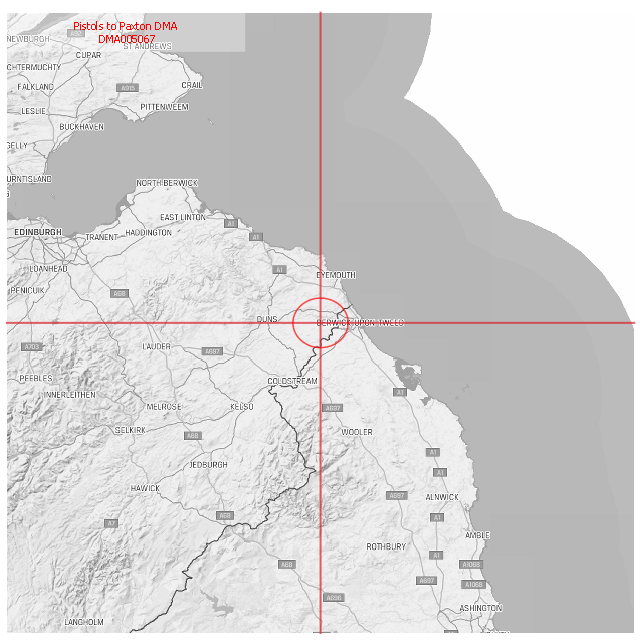 Pistols to Paxton DMA
DMA005067
NEWBURGH
ST ANDREWS
CUPAR
CHTERMUCHTY
FALKLAND
A915
CRAIL
LESLIE
PITTENWEEM
BUCKHAVEN
GELLY
URNTISLAND
NORTH BERWICK
EAST LINTON
A1
EDINBURGH
TRANENT
HADDINGTON
A1
LOANHEAD
A1
EYEMOUTH
PENICUIK
A68
DUNS
BERWICK-UPON-TWEED
A703
LAUDER
A697
PEEBLES
COLDSTREAM
INNERLEITHEN
A1
MELROSE
KELSO
A697
SELKIRK
A68
WOOLER
A1
JEDBURGH
A1
HAWICK
A697
ALNWICK
A7
A68
A1
AMBLE
ROTHBURY
A1
A68
A1068
A697
A1068
A696
ASHINGTON
LANGHOLM